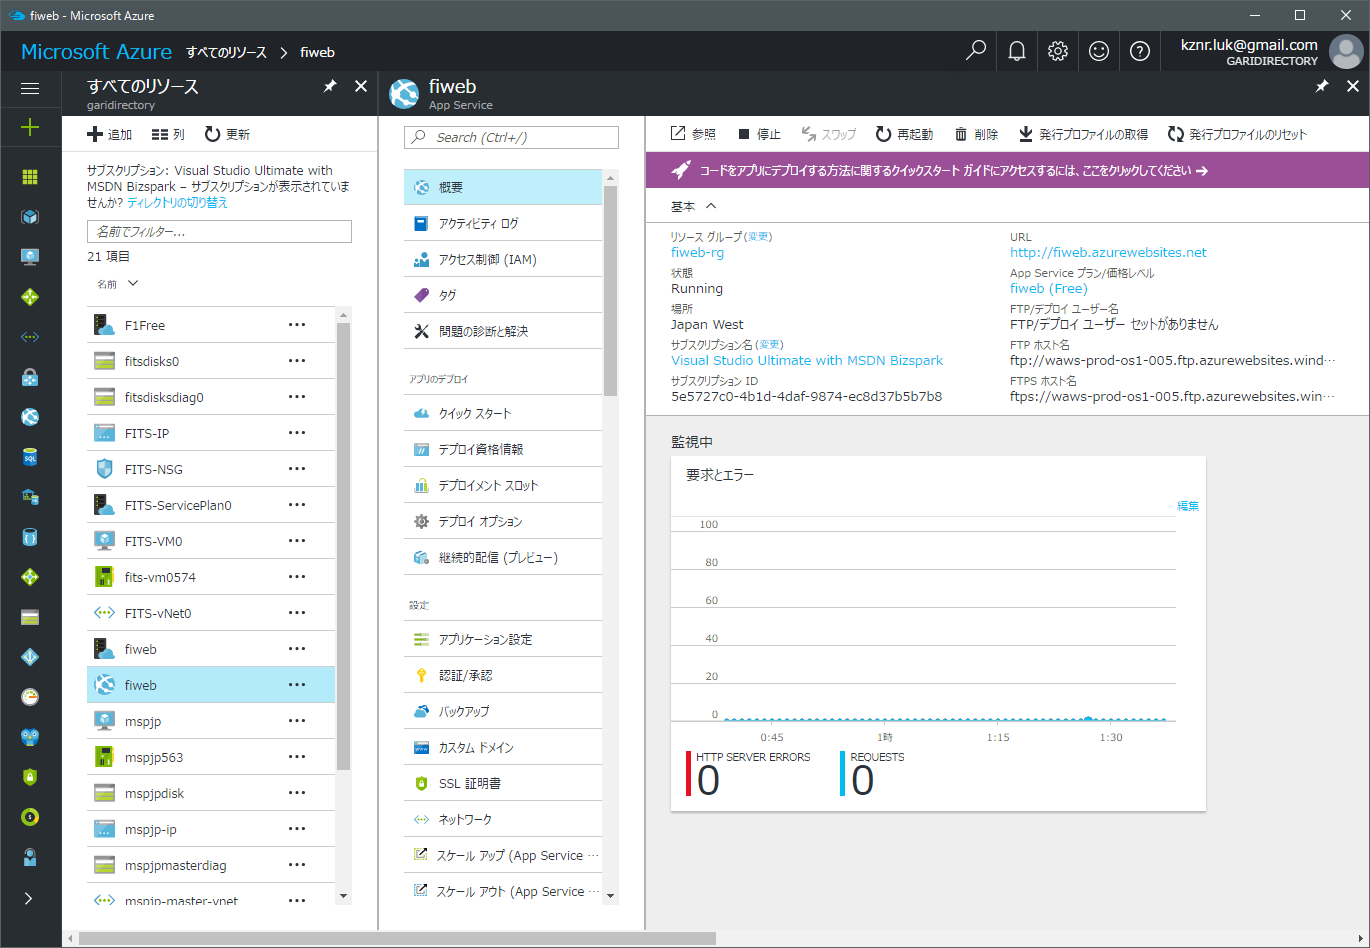 fiweb - Microsoft Azure
Microsoft Azure すべてのリソース > fiweb
kznr.luk@gmail.com
GARIDIRECTORY
すべてのリソース
garidirectory
追加 列 更新
サブスクリプション: Visual Studio Ultimate with
MSDN Bizspark – サブスクリプションが表示されていま
せんか? ディレクトリの切り替え
名前でフィルター...
21 項目
名前
F1Free
fitsdisks0
fitsdisksdiag0
FITS-IP
FITS-NSG
FITS-ServicePlan0
FITS-VM0
fits-vm0574
FITS-vNet0
fiweb
fiweb
mspjp
mspjp563
mspjpdisk
mspjp-ip
mspjpmasterdiag
mspjp-master-vnet
fiweb
App Service
Search (Ctrl+/)
概要
アクティビティ ログ
アクセス制御 (IAM)
タグ
問題の診断と解決
アプリのデプロイ
クイック スタート
デプロイ資格情報
デプロイメント スロット
デプロイ オプション
継続的配信 (プレビュー)
設定
アプリケーション設定
認証/承認
バックアップ
カスタム ドメイン
SSL 証明書
ネットワーク
スケール アップ (App Service ···
スケール アウト (App Service ···
参照 停止 スワップ 再起動 削除 発行プロファイルの取得 発行プロファイルのリセット
コードをアプリにデプロイする方法に関するクイックスタート ガイドにアクセスするには、ここをクリックしてください →
基本
リソース グループ (変更)
fiweb-rg
状態
Running
場所
Japan West
サブスクリプション名 (変更)
Visual Studio Ultimate with MSDN Bizspark
サブスクリプション ID
5e5727c0-4b1d-4daf-9874-ec8d37b5b7b8
URL
http://fiweb.azurewebsites.net
App Service プラン/価格レベル
fiweb (Free)
FTP/デプロイ ユーザー名
FTP/デプロイ ユーザー セットがありません
FTP ホスト名
ftp://waws-prod-os1-005.ftp.azurewebsites.wind···
FTPS ホスト名
ftps://waws-prod-os1-005.ftp.azurewebsites.win···
監視中
要求とエラー
編集
100
80
60
40
20
0
0:45 1時 1:15 1:30
HTTP SERVER ERRORS
0
REQUESTS
0